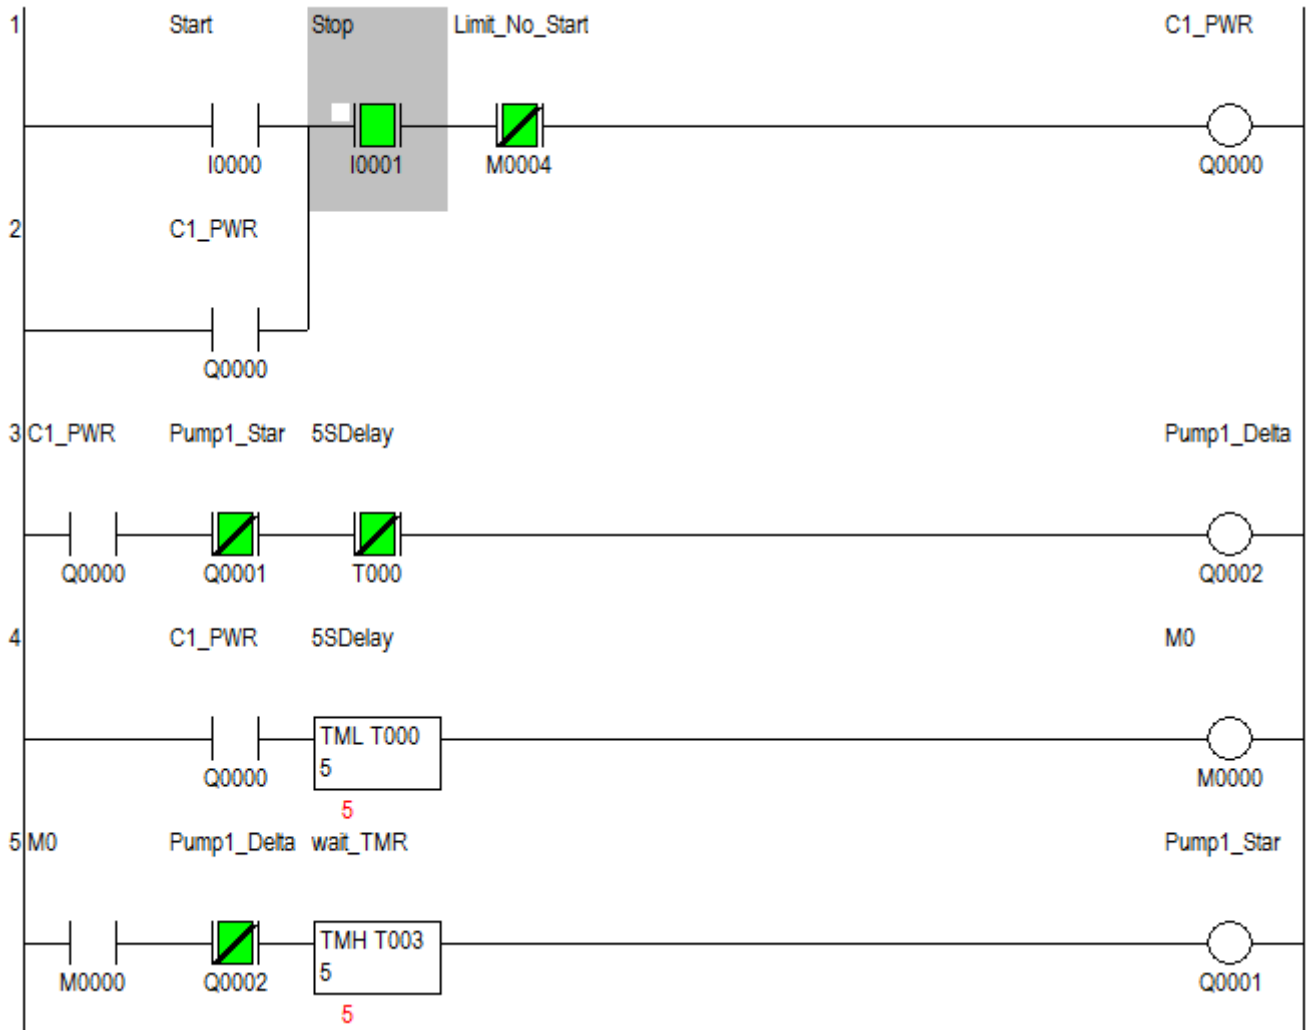 1 Start Stop Limit_No_Start C1_PWR
I0000 I0001 M0004 Q0000
2 C1_PWR
Q0000
3 C1_PWR Pump1_Star 5SDelay Pump1_Delta
Q0000 Q0001 T000 Q0002
4 C1_PWR 5SDelay M0
TML T000
5
Q0000 M0000
5
5 M0 Pump1_Delta wait_TMR Pump1_Star
TMH T003
5
M0000 Q0002 Q0001
5